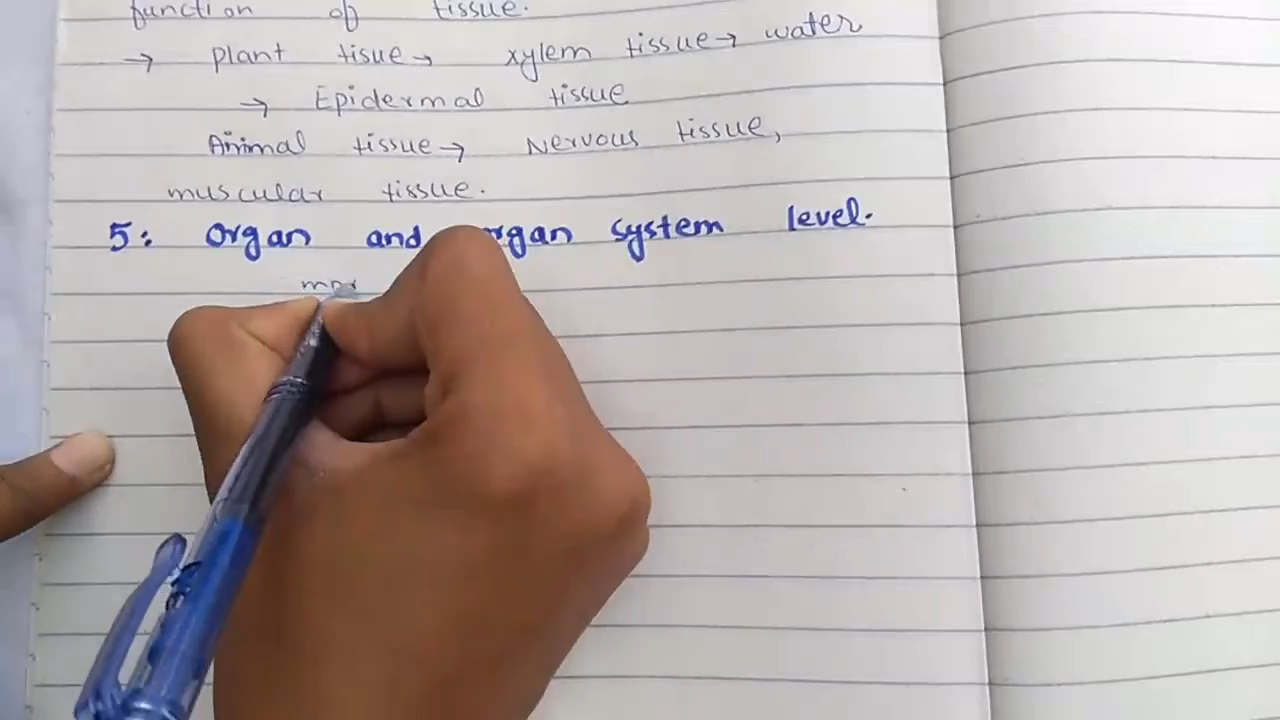 function of tissue.
→ plant tisue → xylem tissue → water
→ Epidermal tissue
Animal tissue → Nervous tissue,
muscular tissue.
5: Organ and organ system level.